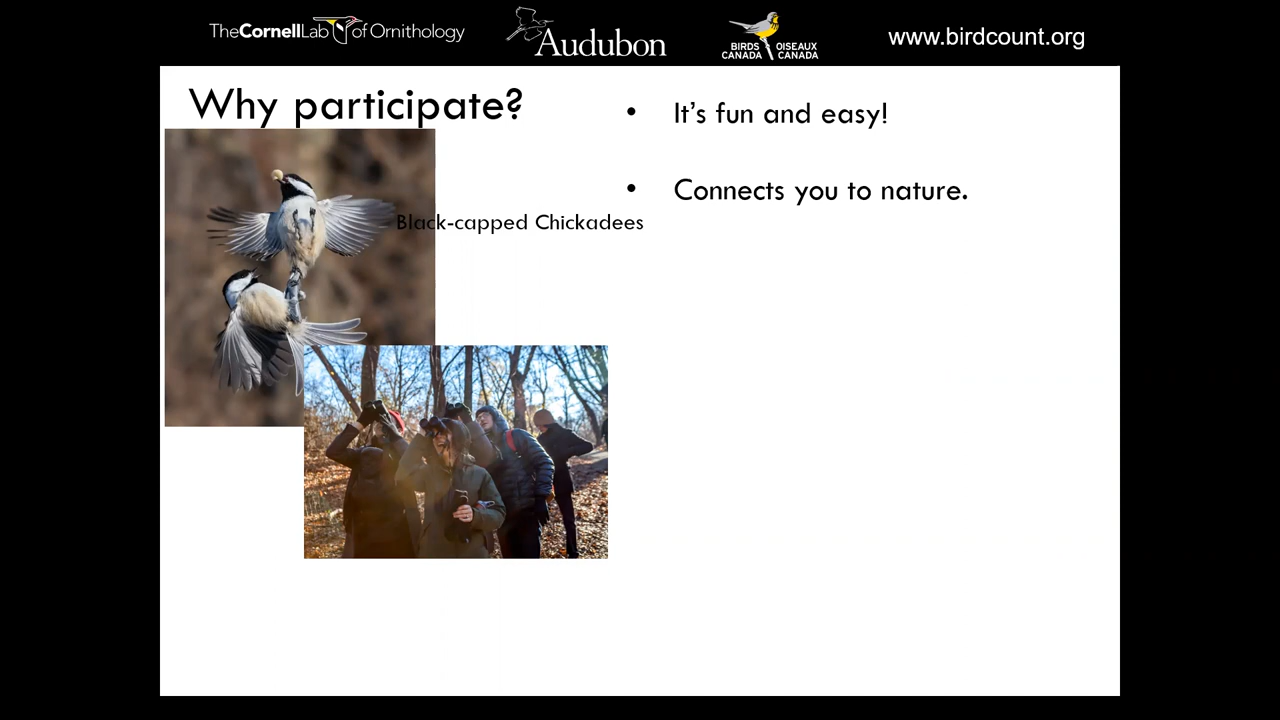 TheCornellLab of Ornithology
Audubon
BIRDS OISEAUX
CANADA CANADA
www.birdcount.org
Why participate?
• It's fun and easy!
• Connects you to nature.
Black-capped Chickadees